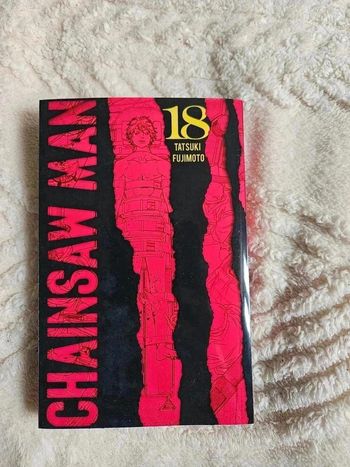 CHAINSAW MAN
18
TATSUKI
FUJIMOTO